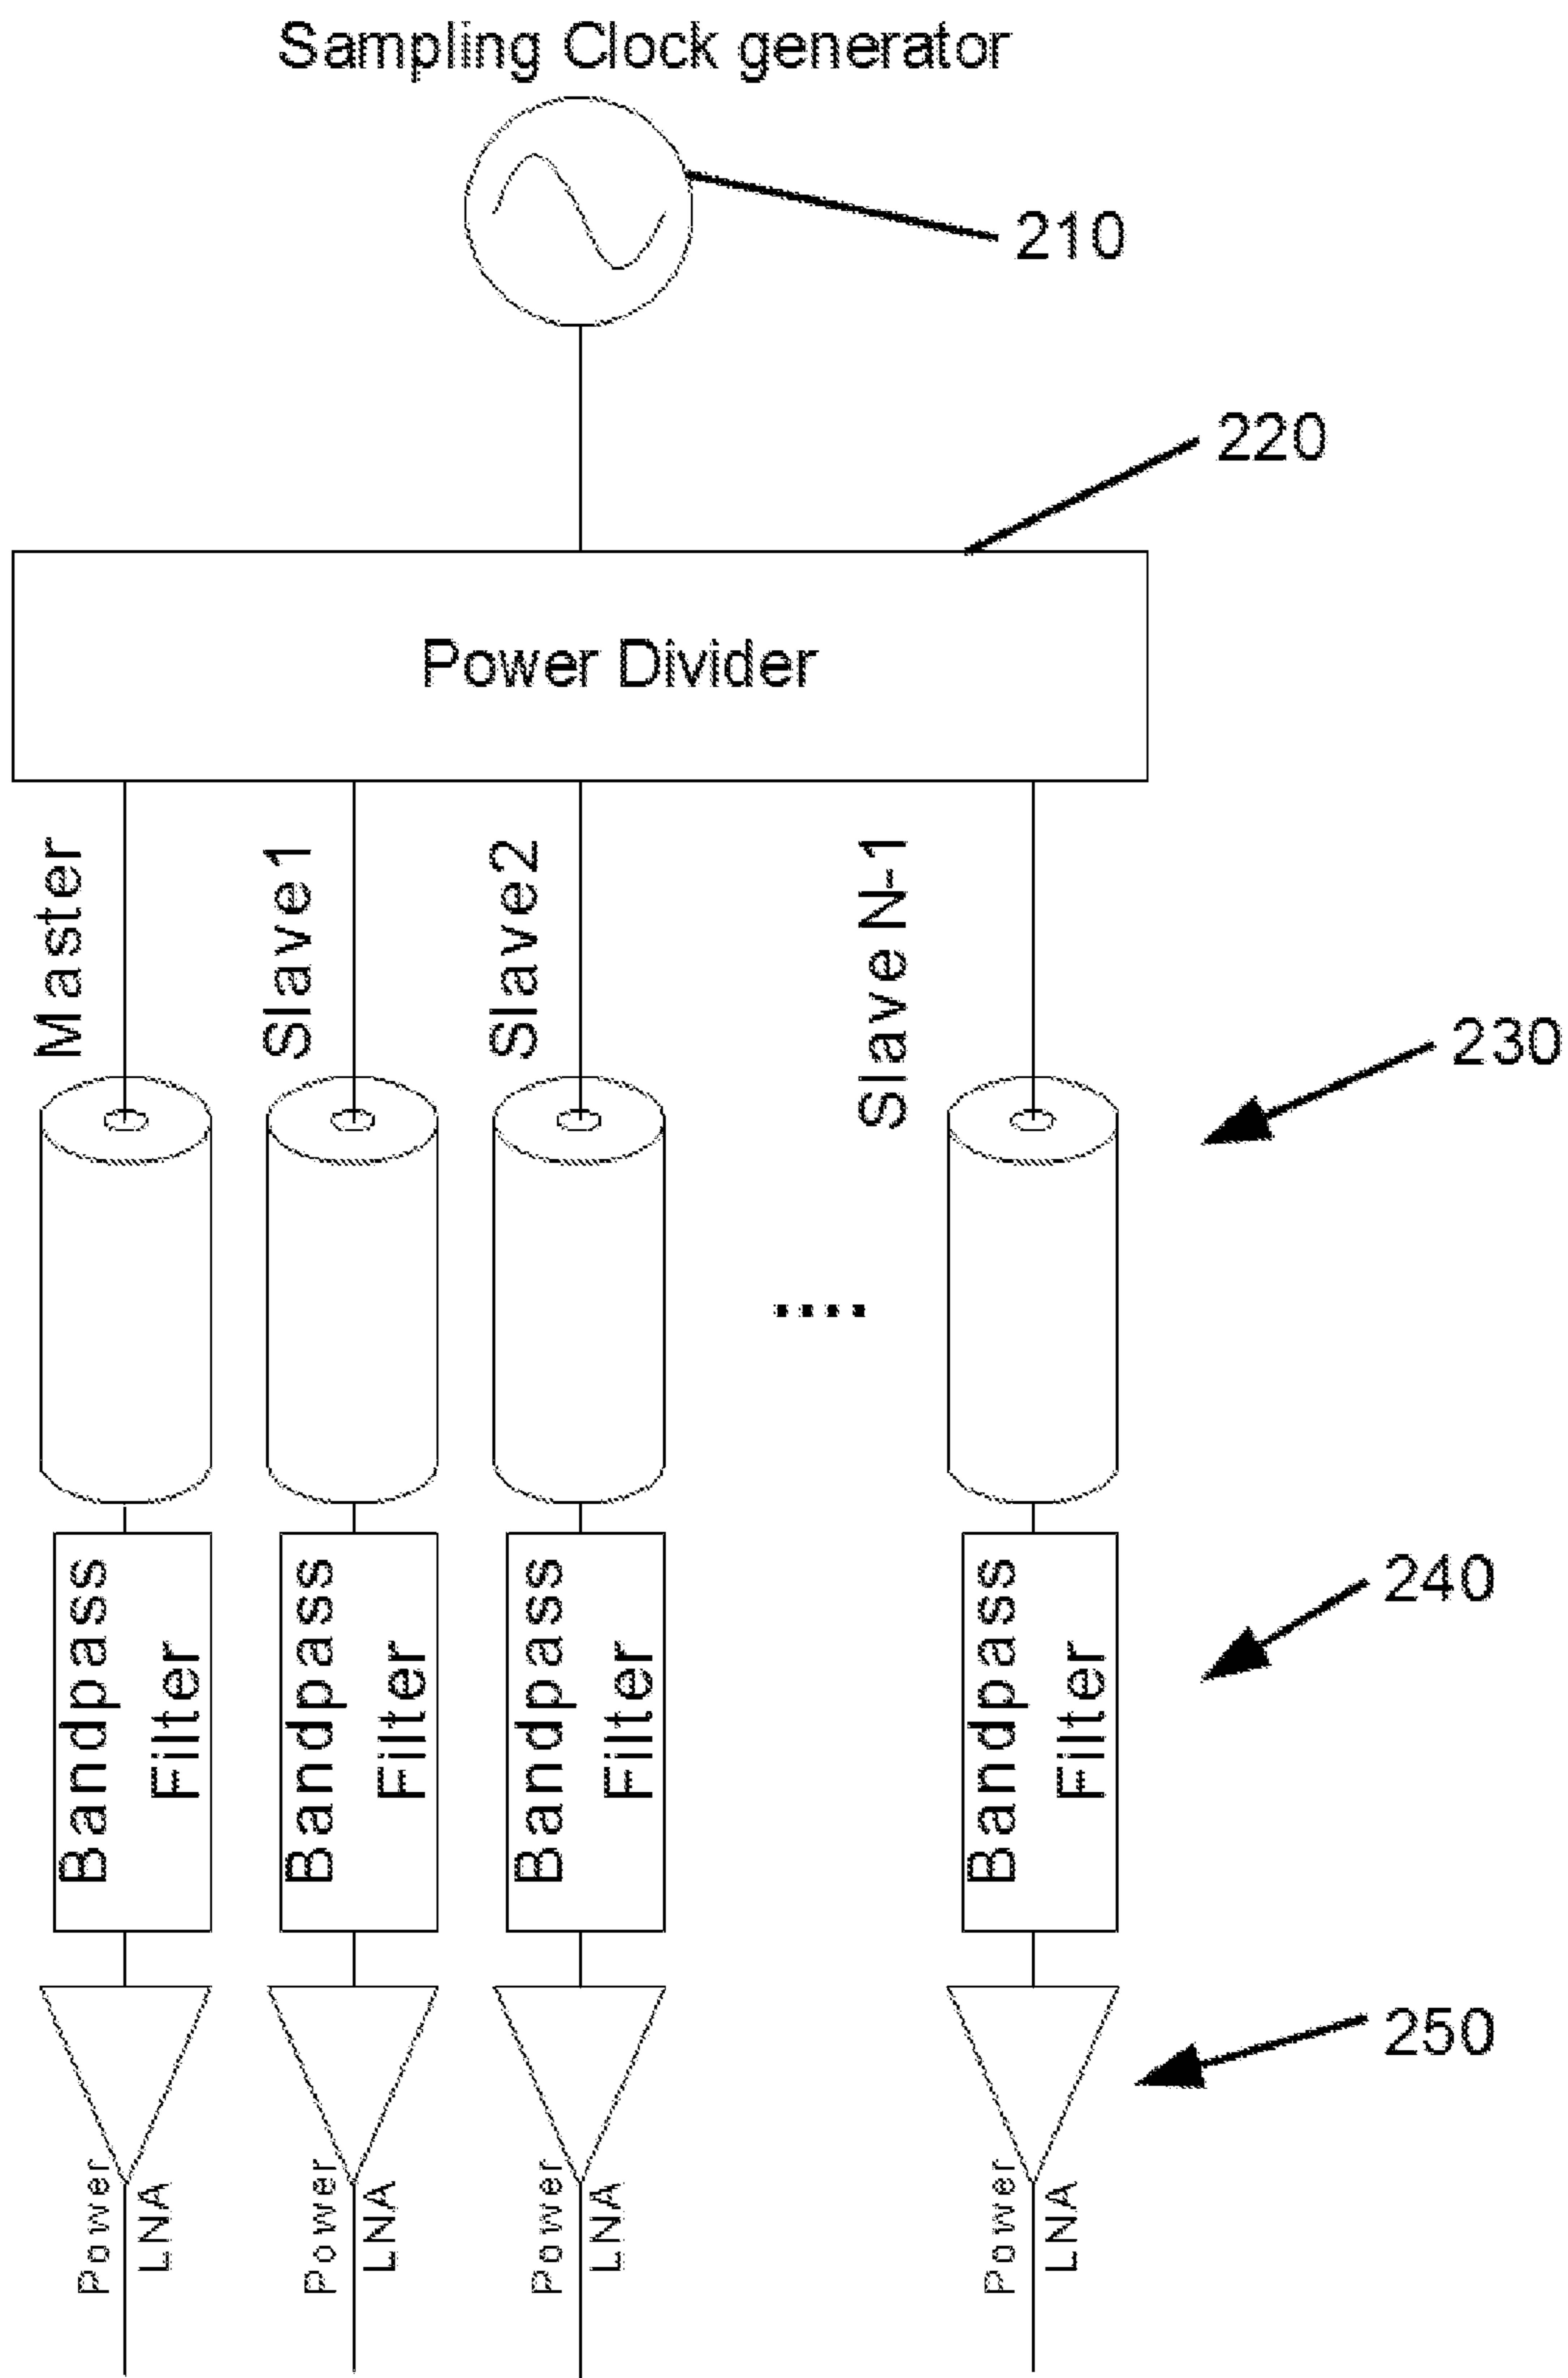 Sampling Clock generator
210
220
Power Divider
Master
Slave1
Slave2
Slave N-1
230
....
Bandpass
Filter
Bandpass
Filter
Bandpass
Filter
Bandpass
Filter
240
250
Power
LNA
Power
LNA
Power
LNA
Power
LNA